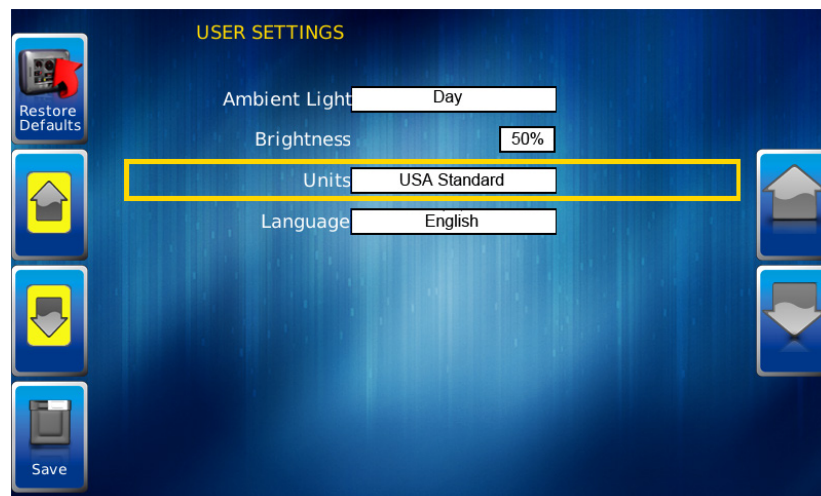 USER SETTINGS
Restore
Defaults
Ambient Light Day
Brightness 50%
Units USA Standard
Language English
Save